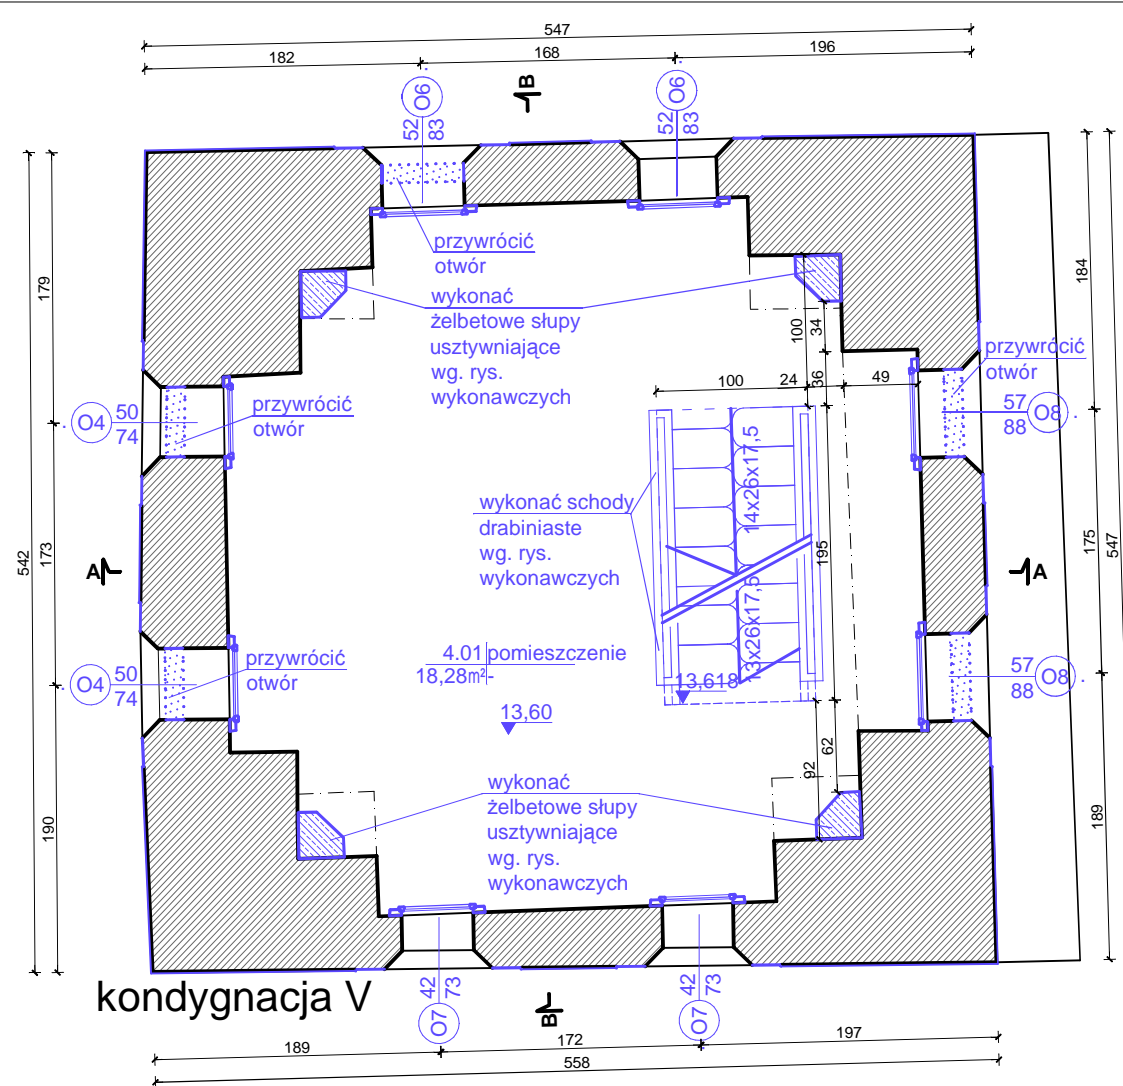 547
182
168
196
B
O6
52
83
O6
52
83
przywrócić
otwór
wykonać
żelbetowe słupy
usztywniające
wg. rys.
wykonawczych
179
184
100
34
przywrócić
otwór
100
24
36
49
O4
50
74
przywrócić
otwór
57
88
O8
14x26x17,5
wykonać schody
drabiniaste
wg. rys.
wykonawczych
195
542
173
175
547
A
A
13x26x17,5
O4
50
74
przywrócić
otwór
4.01 pomieszczenie
18,28m²-
13,618
57
88
O8
13,60
62
92
wykonać
żelbetowe słupy
usztywniające
wg. rys.
wykonawczych
190
189
kondygnacja V
42
73
O7
B
42
73
O7
189
172
197
558